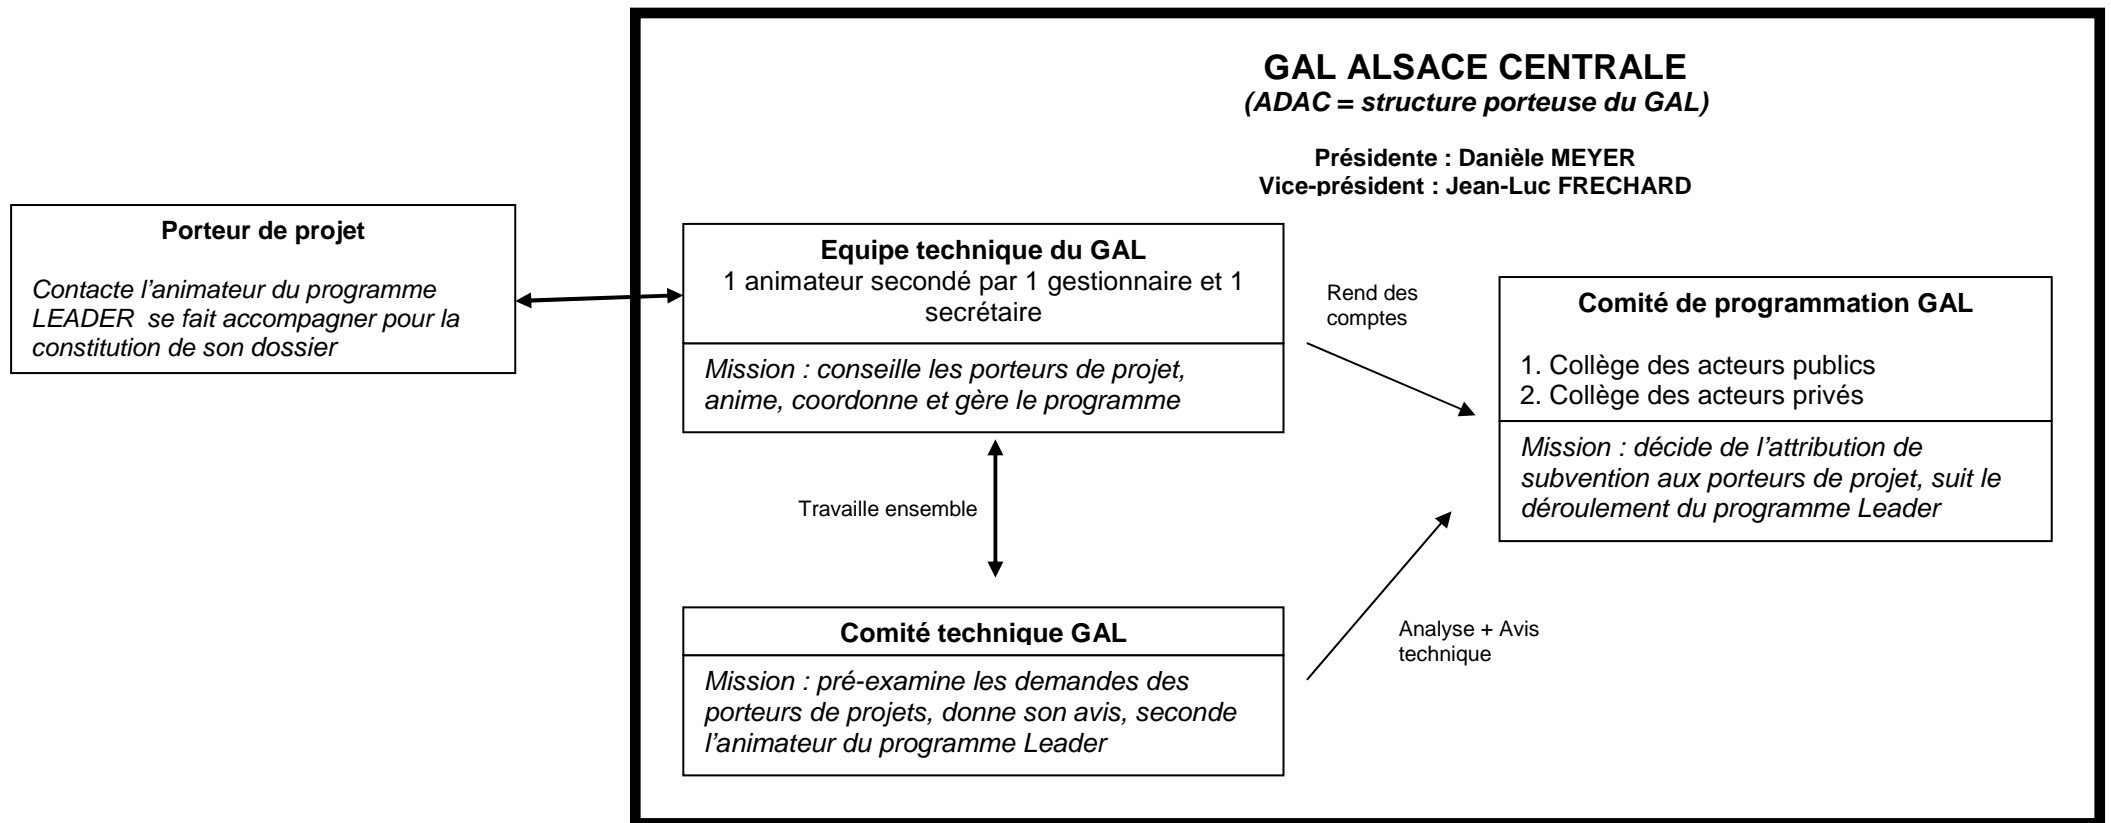 GAL ALSACE CENTRALE
(ADAC = structure porteuse du GAL)
Présidente : Danièle MEYER
Vice-président : Jean-Luc FRECHARD
Porteur de projet
Contacte l’animateur du programme
LEADER  se fait accompagner pour la
constitution de son dossier
Equipe technique du GAL
1 animateur secondé par 1 gestionnaire et 1
secrétaire
Mission : conseille les porteurs de projet,
anime, coordonne et gère le programme
Rend des
comptes
Comité de programmation GAL
1. Collège des acteurs publics
2. Collège des acteurs privés
Mission : décide de l’attribution de
subvention aux porteurs de projet, suit le
déroulement du programme Leader
Travaille ensemble
Comité technique GAL
Mission : pré-examine les demandes des
porteurs de projets, donne son avis, seconde
l’animateur du programme Leader
Analyse + Avis
technique